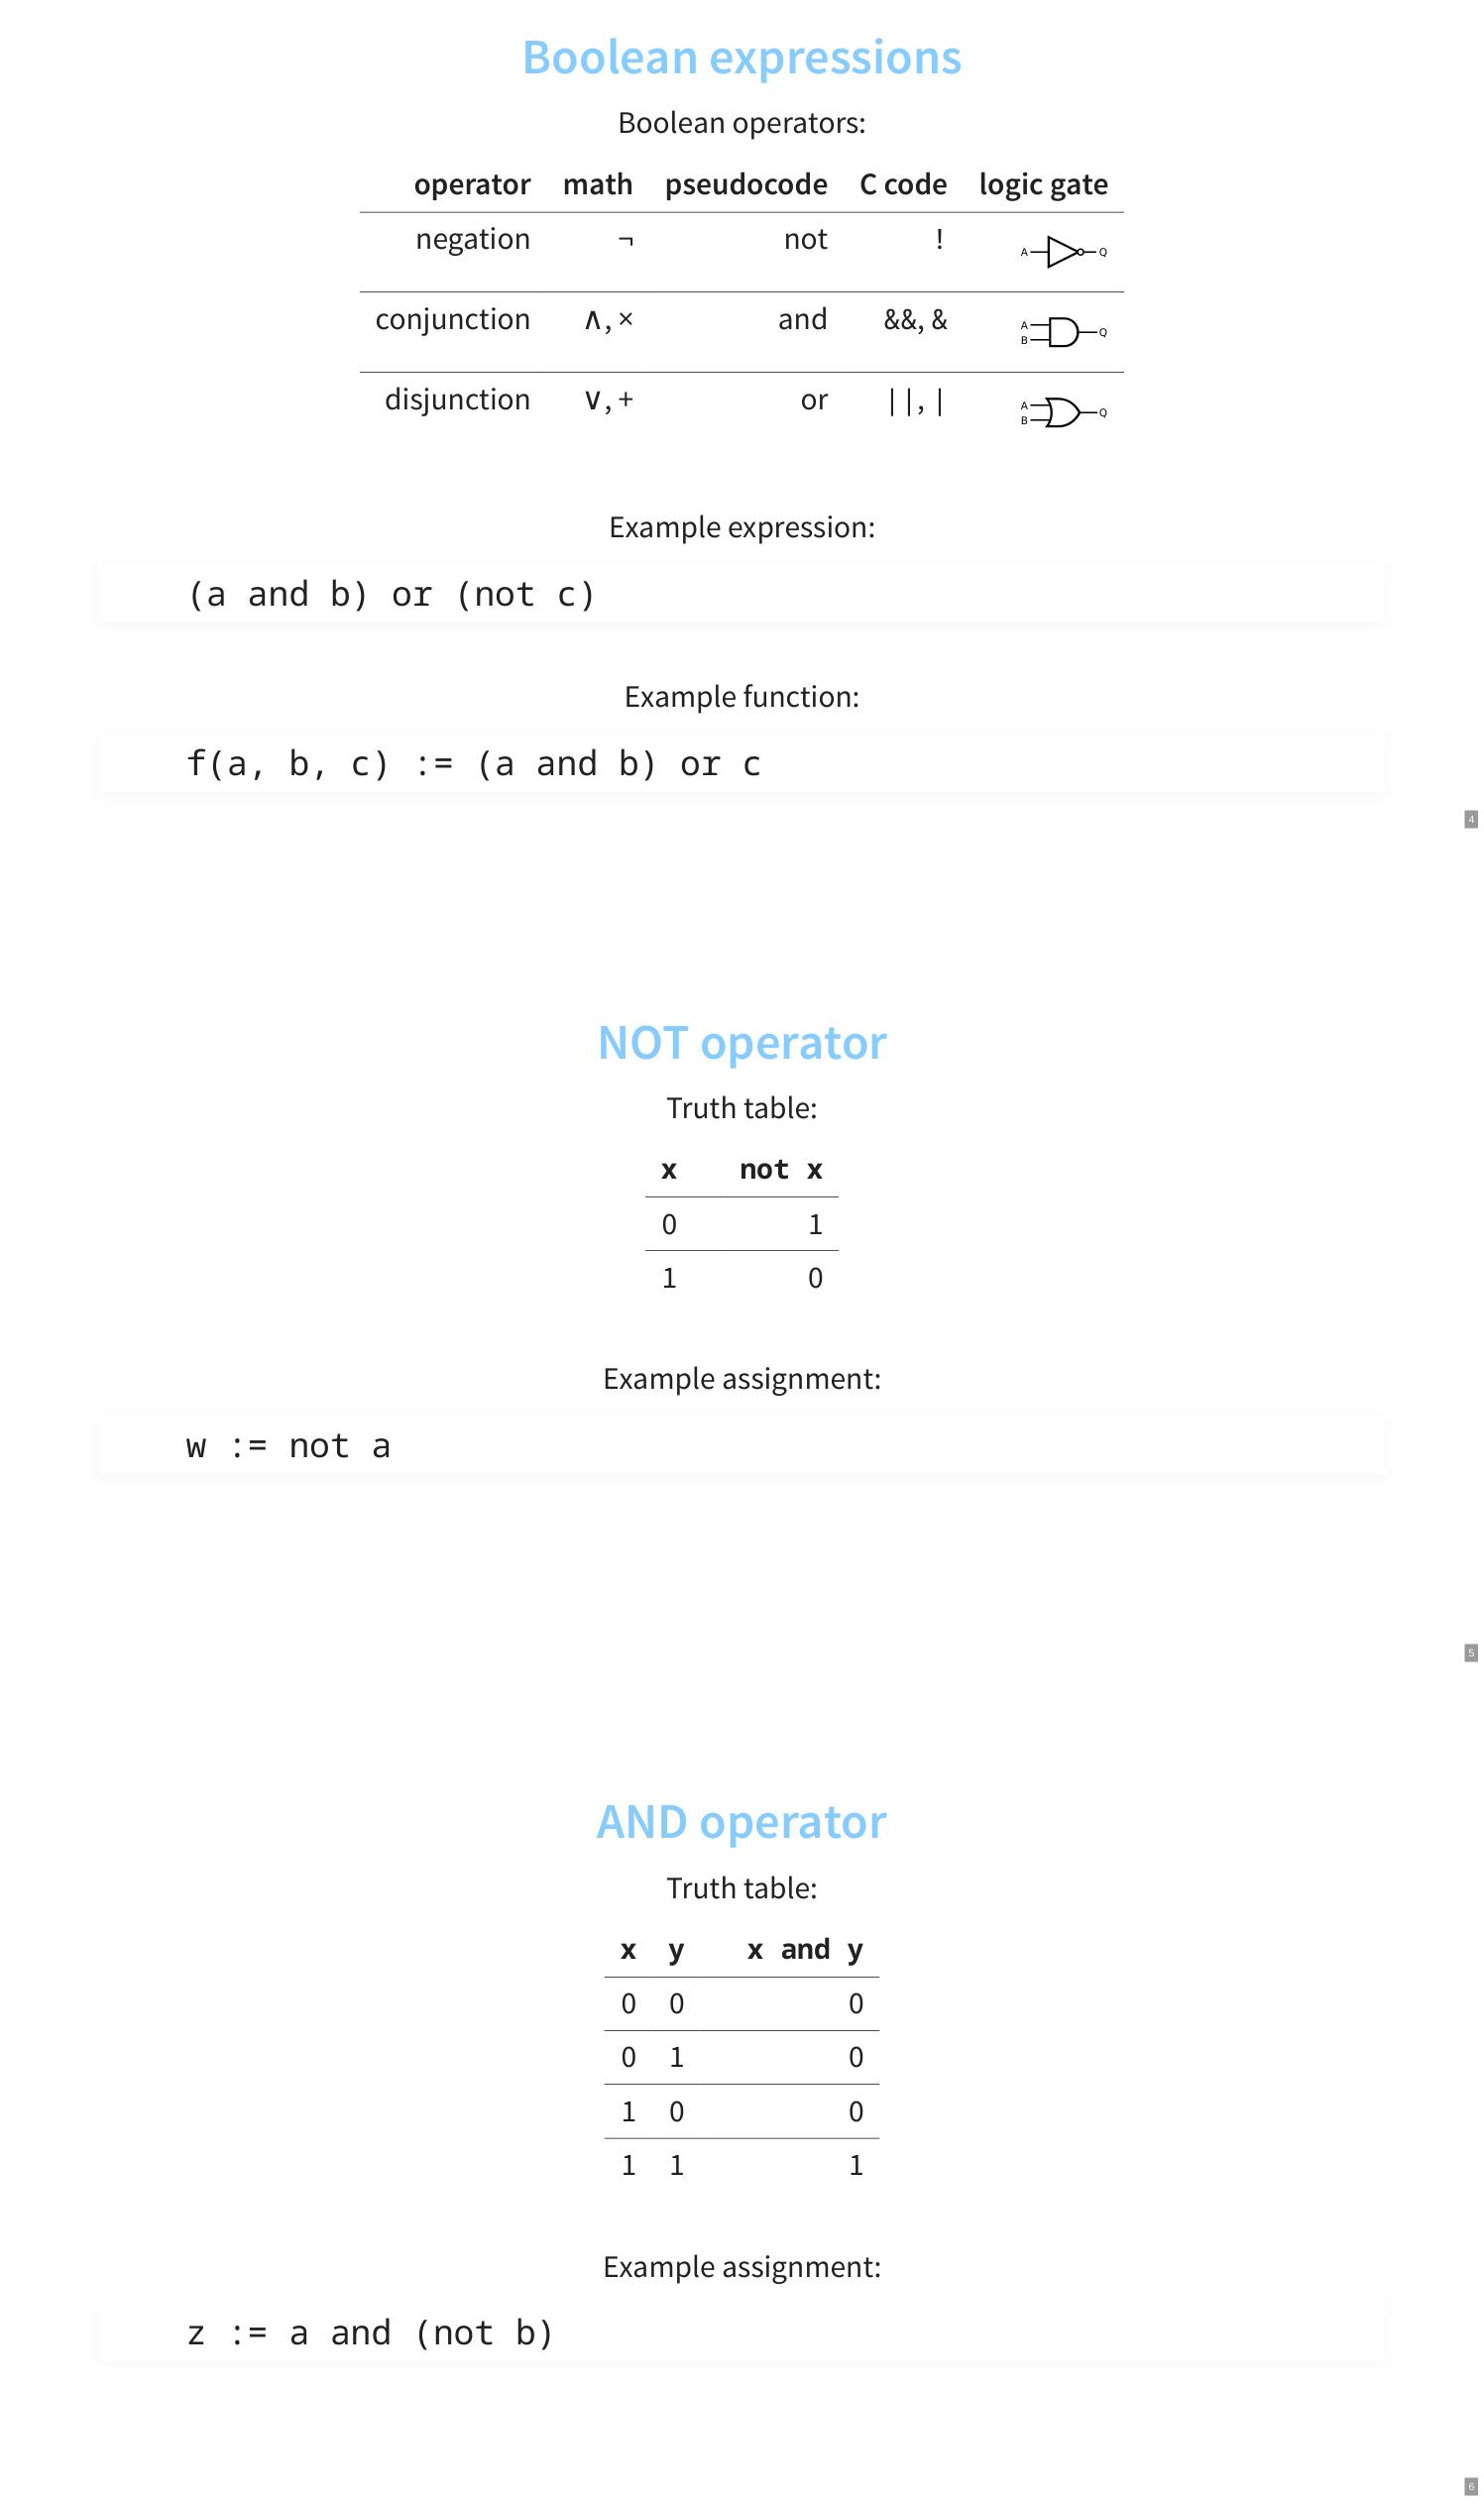 Boolean expressions
Boolean operators:
operator math pseudocode C code logic gate
negation ¬ not ! A Q
conjunction ∧, × and &&, & A B Q
disjunction ∨, + or ||, | A B Q
Example expression:
(a and b) or (not c)
Example function:
f(a, b, c) := (a and b) or c
4
NOT operator
Truth table:
x not x
0 1
1 0
Example assignment:
w := not a
5
AND operator
Truth table:
x y x and y
0 0 0
0 1 0
1 0 0
1 1 1
Example assignment:
z := a and (not b)
6